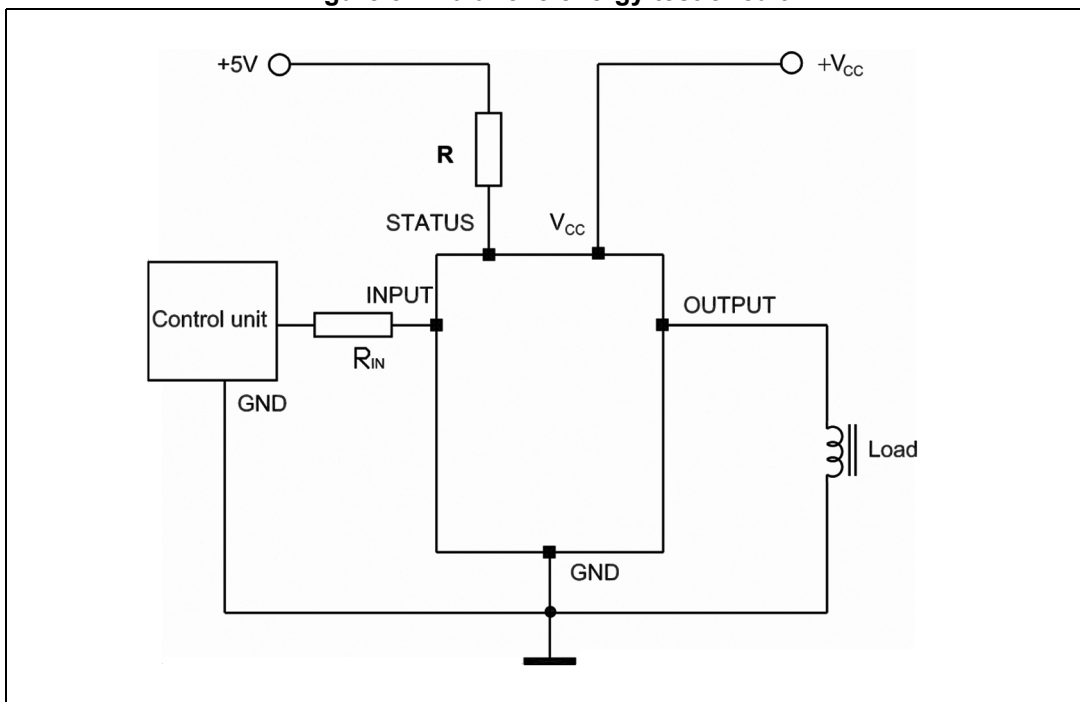 +5V
+VCC
R
STATUS
VCC
INPUT
OUTPUT
Control unit
RIN
GND
Load
GND